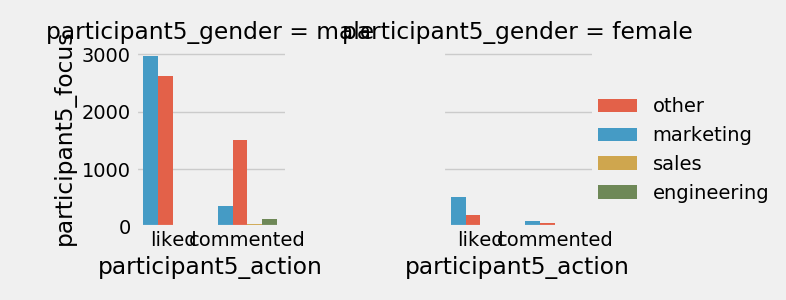 participant5_gender = male
participant5_gender = female
participant5_focus
3000
2000
1000
0
liked
commented
liked
commented
participant5_action
participant5_action
other
marketing
sales
engineering